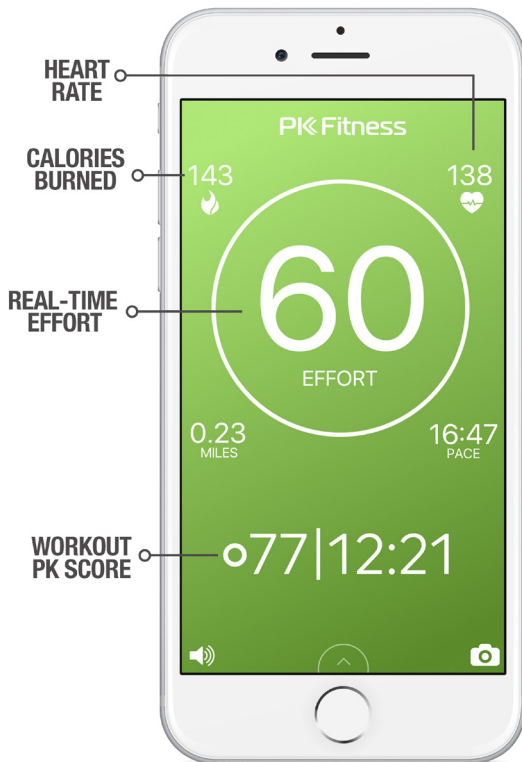 HEART
RATE
PK Fitness
CALORIES
BURNED
143
138
REAL-TIME
EFFORT
60
EFFORT
0.23
MILES
16:47
PACE
WORKOUT
PK SCORE
77|12:21